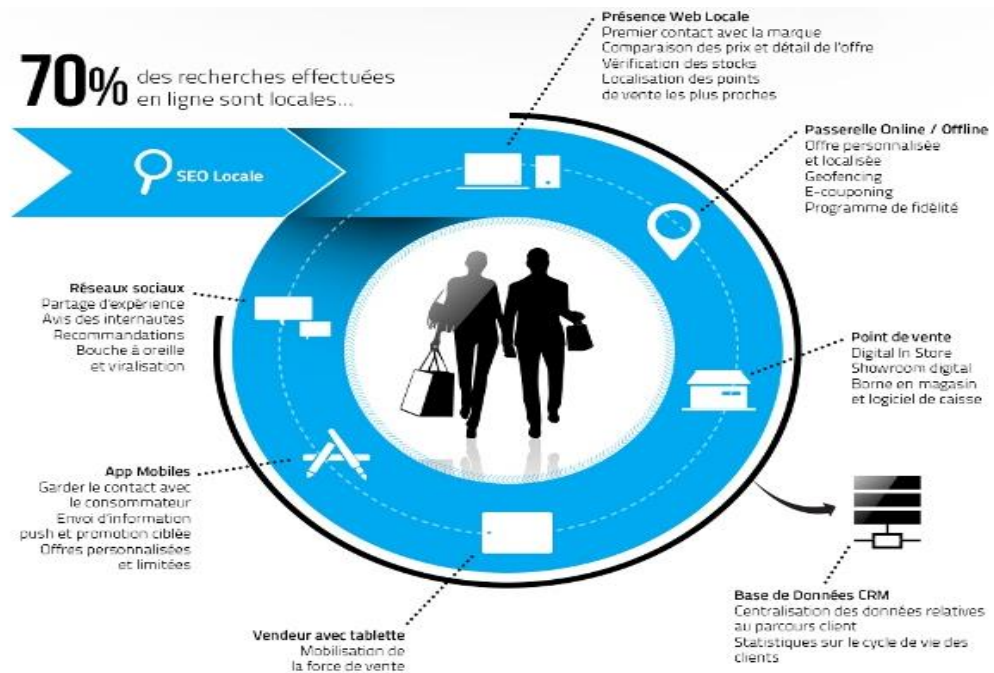 70% des recherches effectuées
en ligne sont locales...
SEO Locale
Présence Web Locale
Premier contact avec la marque
Comparaison des prix et détail de l'offre
Vérification des stocks
Localisation des points
de vente les plus proches
Passerelle Online / Offline
Offre personnalisée
et localisée
Geofencing
E-couponing
Programme de fidélité
Point de vente
Digital In Store
Showroom digital
Borne en magasin
et logiciel de caisse
Base de Données CRM
Centralisation des données relatives
au parcours client
Statistiques sur le cycle de vie des
clients
Vendeur avec tablette
Mobilisation de
la force de vente
App Mobiles
Garder le contact avec
le consommateur
Envoi d'information
push et promotion ciblée
Offres personnalisées
et limitées
Réseaux sociaux
Partage d'expérience
Avis des internautes
Recommandations
Bouche à oreille
et viralisation